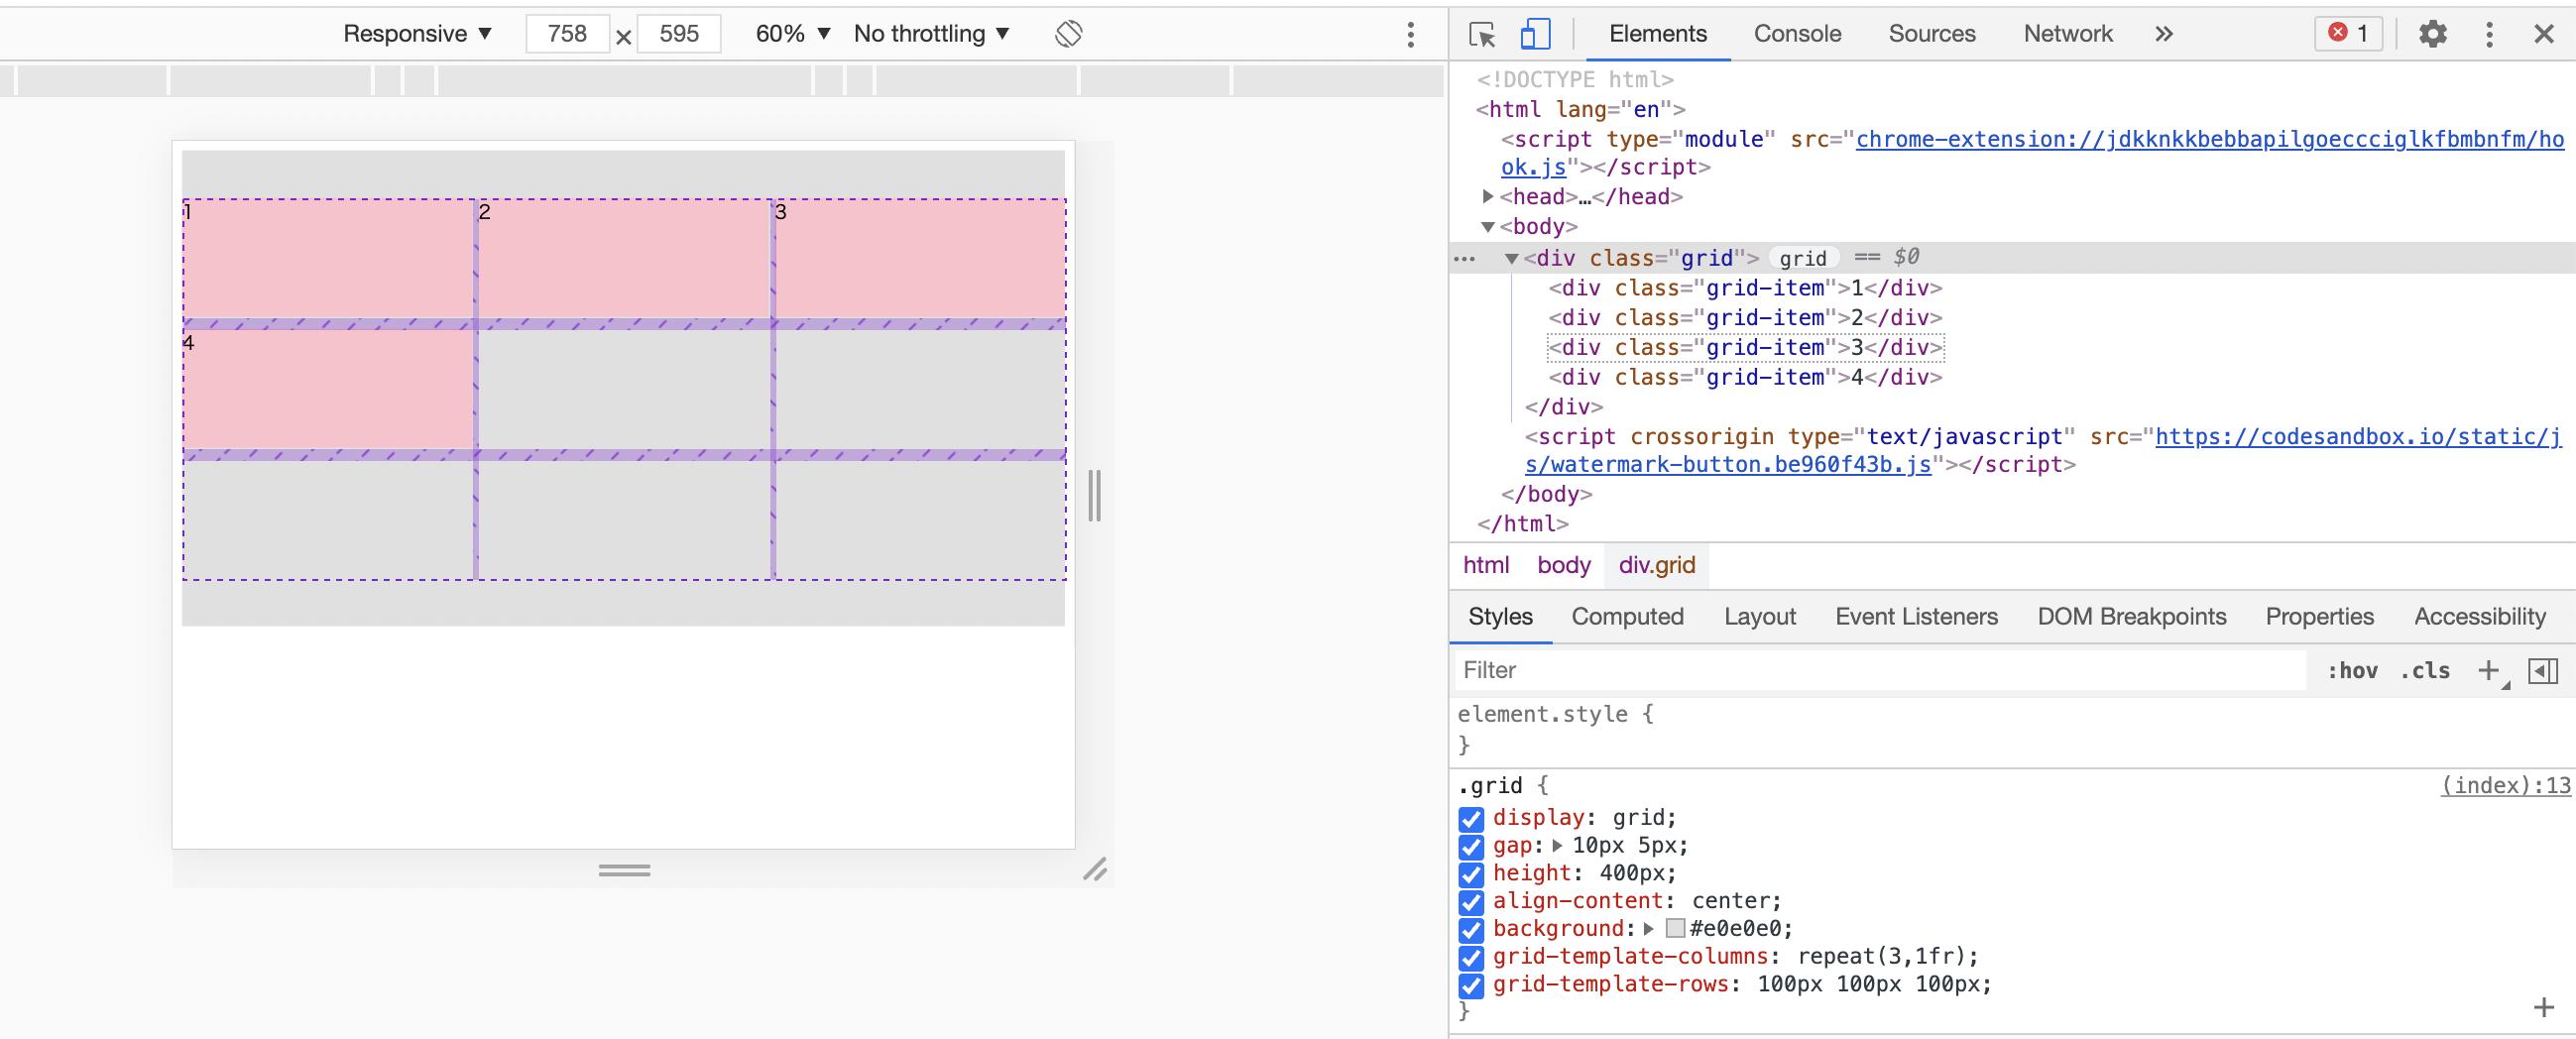 Responsive ▼ 758 × 595 60% ▼ No throttling ▼
Elements Console Sources Network » 1
1 2 3
4
<!DOCTYPE html>
<html lang="en">
<script type="module" src="chrome-extension://jdkknkkbebbapilgoeccciglkfbmbnfm/ho
ok.js"></script>
▶<head>…</head>
▼<body>
… ▼<div class="grid"> grid == $0
<div class="grid-item">1</div>
<div class="grid-item">2</div>
<div class="grid-item">3</div>
<div class="grid-item">4</div>
</div>
<script crossorigin type="text/javascript" src="https://codesandbox.io/static/j
s/watermark-button.be960f43b.js"></script>
</body>
</html>
html body div.grid
Styles Computed Layout Event Listeners DOM Breakpoints Properties Accessibility
Filter :hov .cls +
element.style {
}
.grid { (index):13
display: grid;
gap: ▶ 10px 5px;
height: 400px;
align-content: center;
background: ▶ #e0e0e0;
grid-template-columns: repeat(3,1fr);
grid-template-rows: 100px 100px 100px;
}